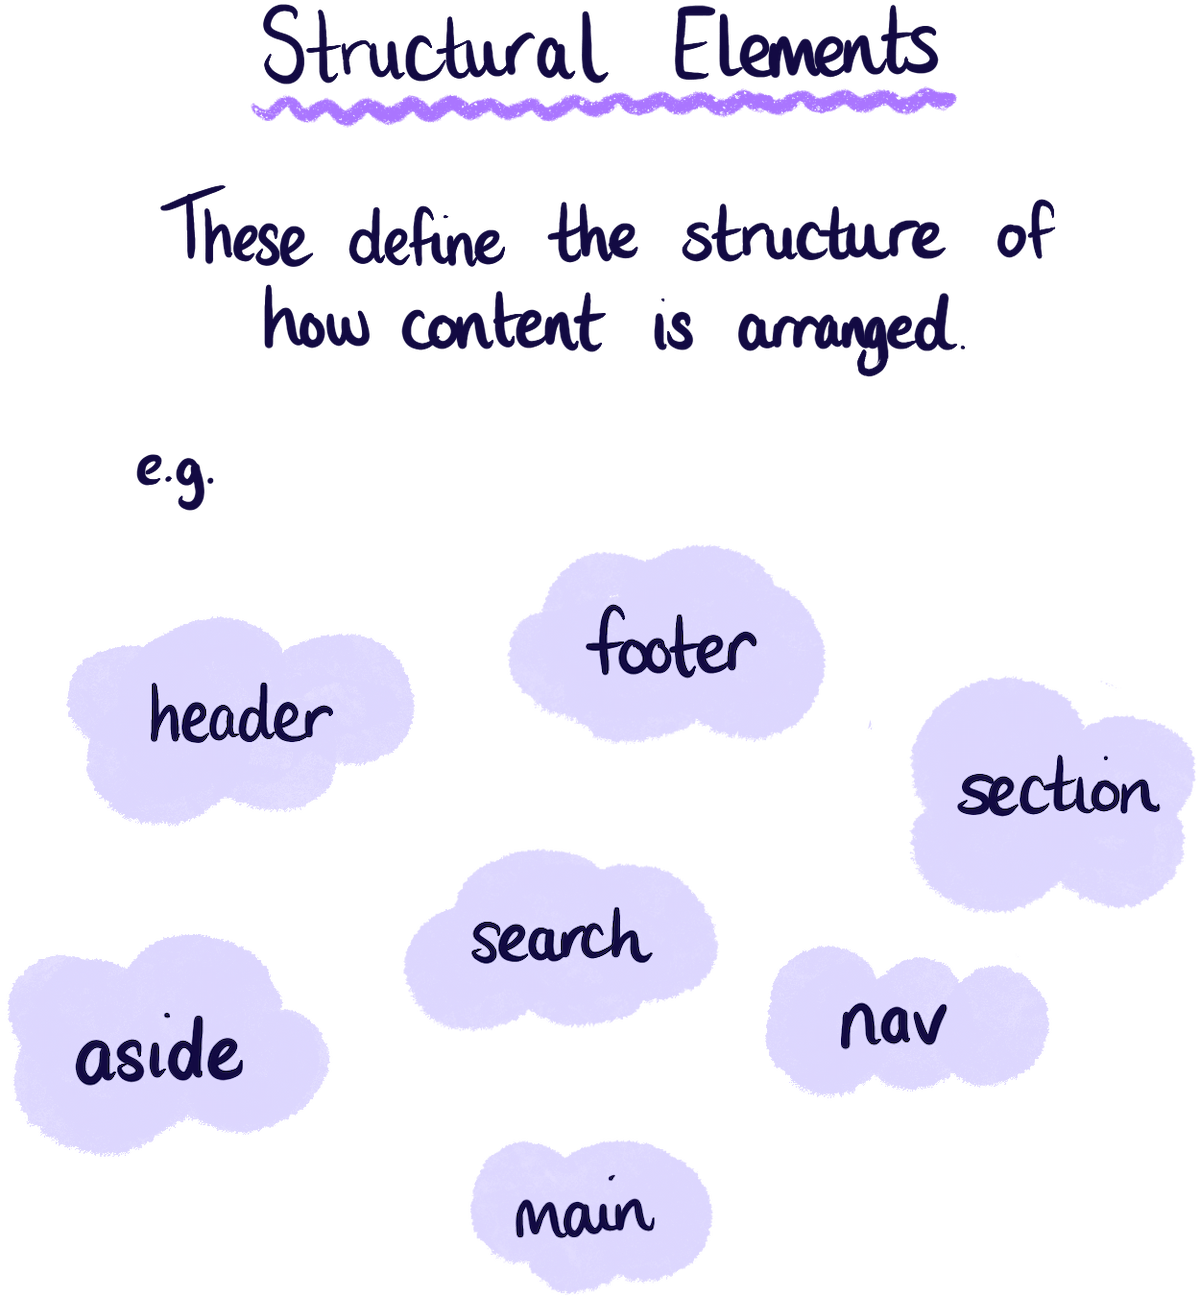 Structural Elements
These define the structure of
how content is arranged.
e.g.
header
footer
section
search
aside
nav
main